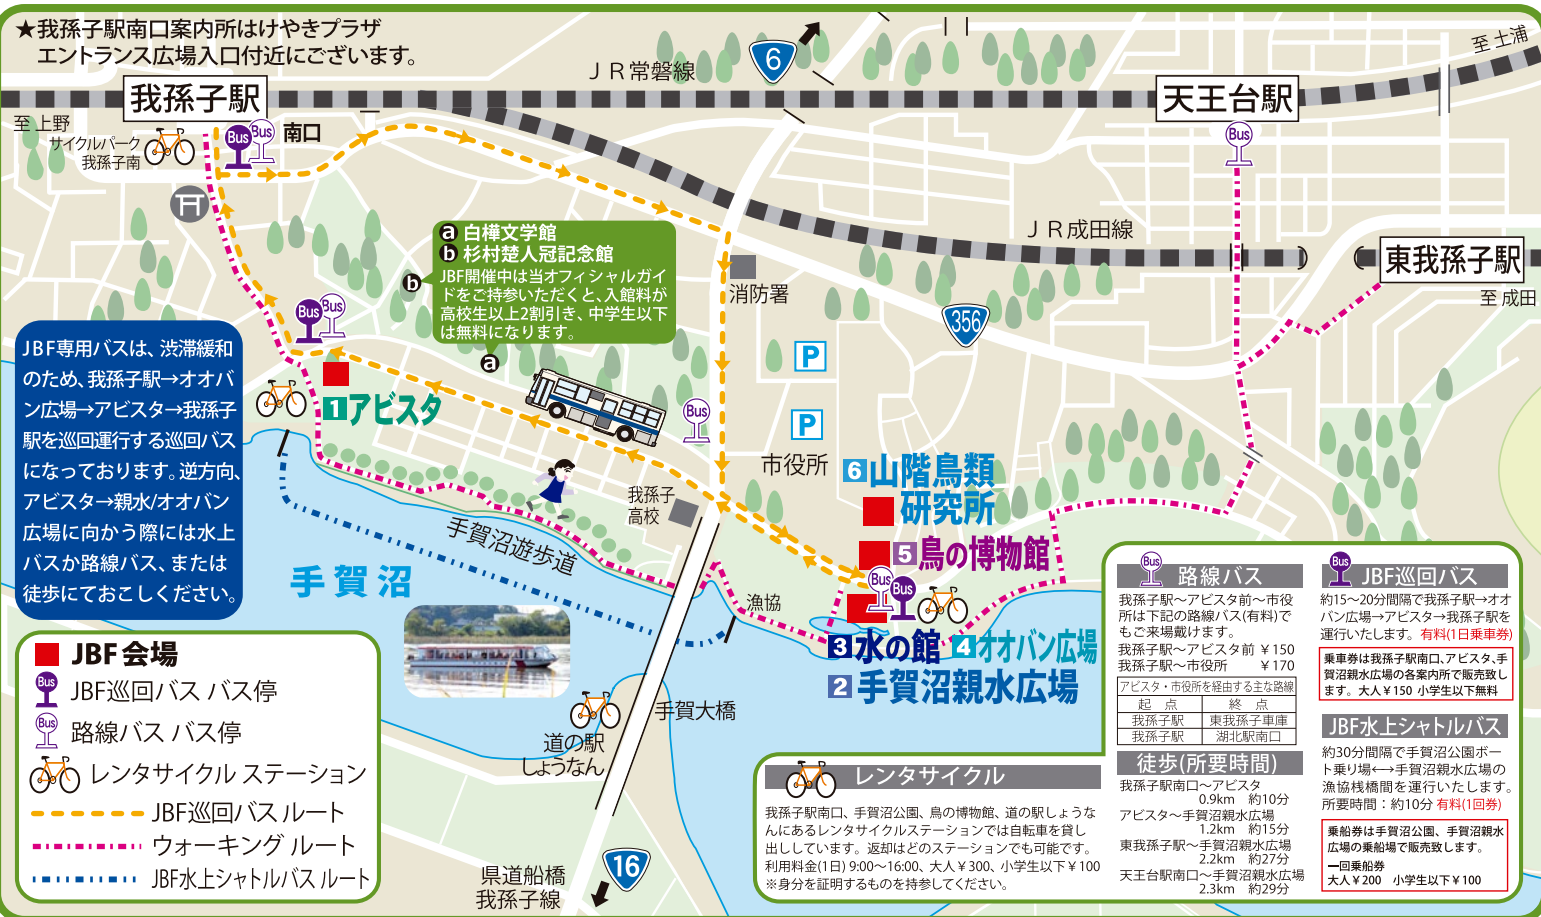 ★我孫子駅南口案内所はけやきプラザ
エントランス広場入口付近にございます。
JR常磐線
6
至 土浦
我孫子駅
天王台駅
至 上野
サイクルパーク
我孫子南
Bus
Bus
南口
Bus
JR成田線
東我孫子駅
至 成田
a 白樺文学館
b 杉村楚人冠記念館
JBF開催中は当オフィシャルガイ
ドをご持参いただくと、入館料が
高校生以上2割引き、中学生以下
は無料になります。
b
a
消防署
356
P
P
市役所
Bus
Bus
Bus
JBF専用バスは、渋滞緩和
のため、我孫子駅→オオバ
ン広場→アビスタ→我孫子
駅を巡回運行する巡回バス
になっております。逆方向、
アビスタ→親水/オオバン
広場に向かう際には水上
バスか路線バス、または
徒歩にておこしください。
1 アビスタ
我孫子
高校
手賀沼遊歩道
手賀沼
6 山階鳥類
研究所
5 鳥の博物館
Bus
Bus
漁協
3 水の館
4 オオバン広場
2 手賀沼親水広場
手賀大橋
道の駅
しょうなん
県道船橋
我孫子線
16
JBF会場
Bus
JBF巡回バス バス停
Bus
路線バス バス停
レンタサイクル ステーション
JBF巡回バス ルート
ウォーキング ルート
JBF水上シャトルバス ルート
レンタサイクル
我孫子駅南口、手賀沼公園、鳥の博物館、道の駅しょうな
んにあるレンタサイクルステーションでは自転車を貸し
出ししています。返却はどのステーションでも可能です。
利用料金(1日) 9:00〜16:00、大人￥300、小学生以下￥100
※身分を証明するものを持参してください。
Bus
路線バス
我孫子駅〜アビスタ前〜市役
所は下記の路線バス(有料)で
もご来場戴けます。
我孫子駅〜アビスタ前 ￥150
我孫子駅〜市役所 ￥170
アビスタ・市役所を経由する主な路線
起 点 終 点
我孫子駅 東我孫子車庫
我孫子駅 湖北駅南口
徒歩(所要時間)
我孫子駅南口〜アビスタ
0.9km 約10分
アビスタ〜手賀沼親水広場
1.2km 約15分
東我孫子駅〜手賀沼親水広場
2.2km 約27分
天王台駅南口〜手賀沼親水広場
2.3km 約29分
Bus
JBF巡回バス
約15〜20分間隔で我孫子駅→オオ
バン広場→アビスタ→我孫子駅を
運行いたします。有料(1日乗車券)
乗車券は我孫子駅南口、アビスタ、手
賀沼親水広場の各案内所で販売致し
ます。大人￥150 小学生以下無料
JBF水上シャトルバス
約30分間隔で手賀沼公園ボー
ト乗り場←→手賀沼親水広場の
漁協桟橋間を運行いたします。
所要時間：約10分 有料(1回券)
乗船券は手賀沼公園、手賀沼親水
広場の乗船場で販売致します。
一回乗船券
大人￥200 小学生以下￥100